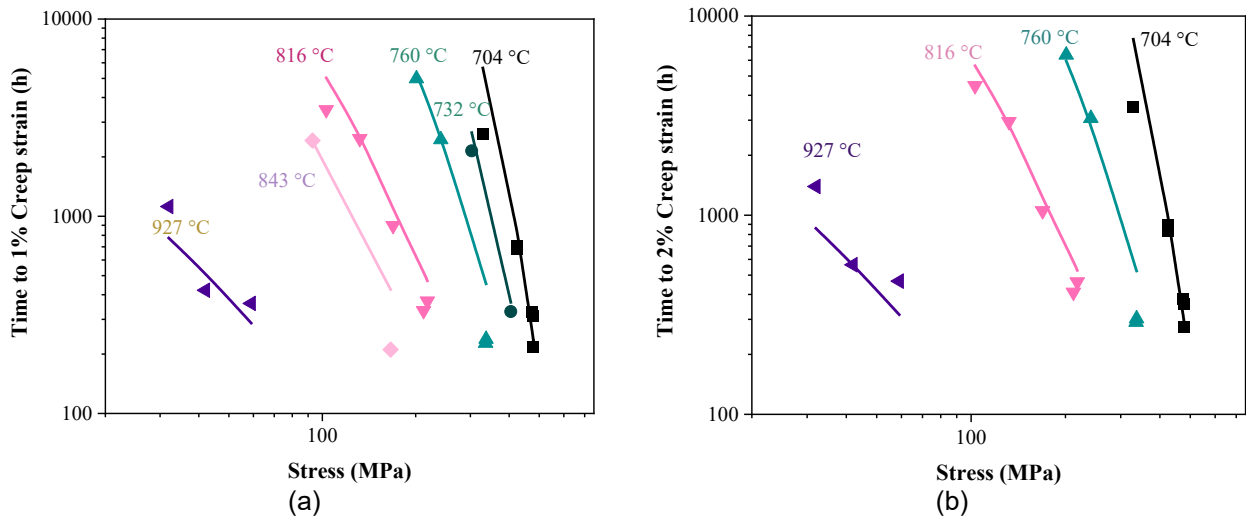 10000
1000
100
Time to 1% Creep strain (h)
816 °C
760 °C
704 °C
732 °C
843 °C
927 °C
100
Stress (MPa)
(a)
10000
1000
100
Time to 2% Creep strain (h)
760 °C
704 °C
816 °C
927 °C
100
Stress (MPa)
(b)